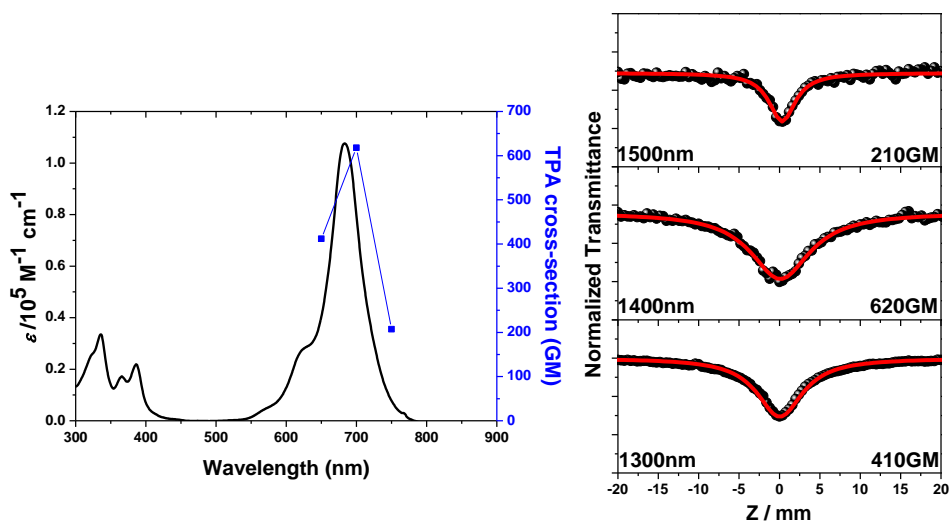 ε /10⁵ M⁻¹ cm⁻¹
1.2
1.0
0.8
0.6
0.4
0.2
0.0
300 400 500 600 700 800 900
Wavelength (nm)
700
600
500
400
300
200
100
0
TPA cross-section (GM)
Normalized Transmittance
1500nm 210GM
1400nm 620GM
1300nm 410GM
-20 -15 -10 -5 0 5 10 15 20
Z / mm